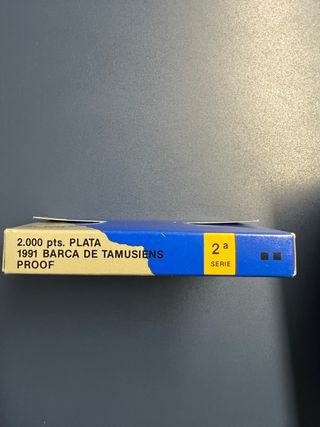 2.000 pts. PLATA
1991 BARCA DE TAMUSIENS
PROOF
2ª
SERIE